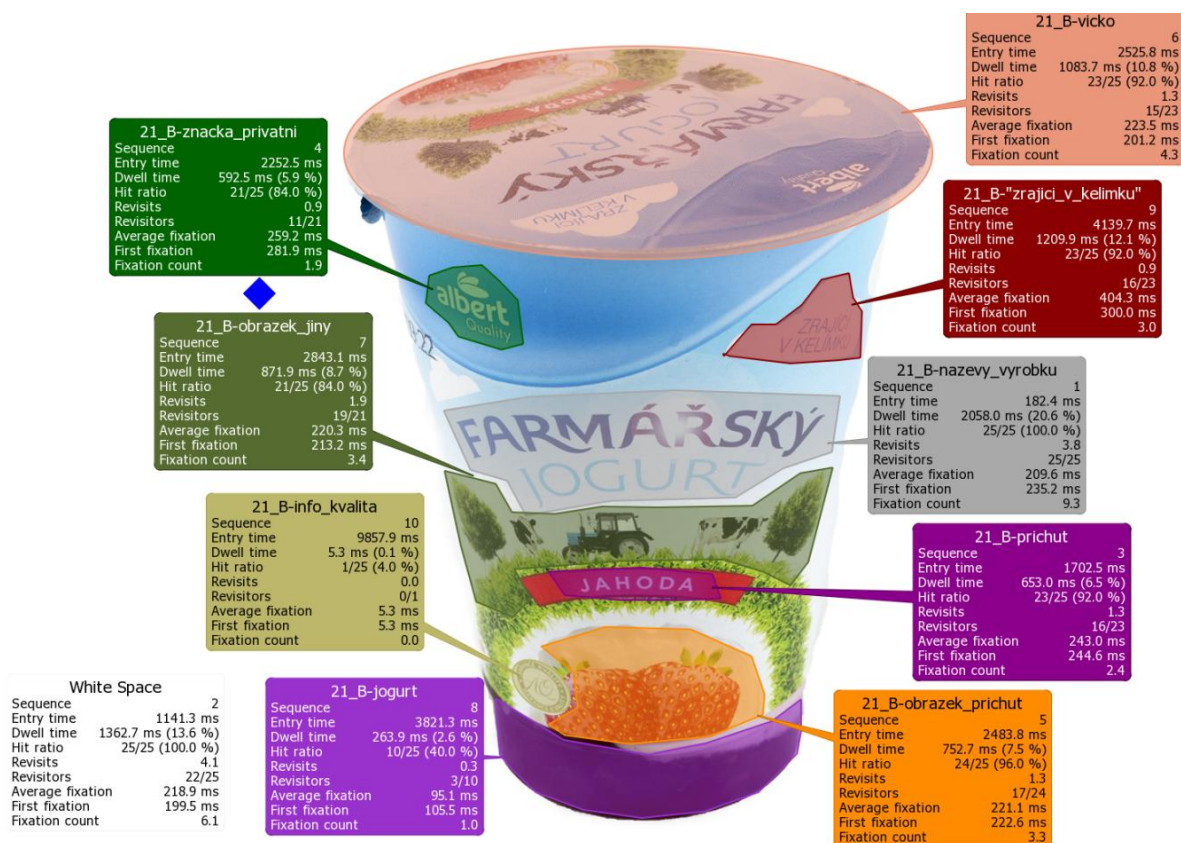 21_B-vicko
Sequence 6
Entry time 2525.8 ms
Dwell time 1083.7 ms (10.8 %)
Hit ratio 23/25 (92.0 %)
Revisits 1.3
Revisitors 15/23
Average fixation 223.5 ms
First fixation 201.2 ms
Fixation count 4.3
21_B-znacka_privatni
Sequence 4
Entry time 2252.5 ms
Dwell time 592.5 ms (5.9 %)
Hit ratio 21/25 (84.0 %)
Revisits 0.9
Revisitors 11/21
Average fixation 259.2 ms
First fixation 281.9 ms
Fixation count 1.9
21_B-"zrajici_v_kelimku"
Sequence 9
Entry time 4139.7 ms
Dwell time 1209.9 ms (12.1 %)
Hit ratio 23/25 (92.0 %)
Revisits 0.9
Revisitors 16/23
Average fixation 404.3 ms
First fixation 300.0 ms
Fixation count 3.0
JAHODA
FARMÁŘSKÝ
JOGURT
albert
Quality
ZRAJÍCÍ
V KELÍMKU
albert
Quality
ZRAJÍCÍ
V KELÍMKU
21_B-obrazek_jiny
Sequence 7
Entry time 2843.1 ms
Dwell time 871.9 ms (8.7 %)
Hit ratio 21/25 (84.0 %)
Revisits 1.9
Revisitors 19/21
Average fixation 220.3 ms
First fixation 213.2 ms
Fixation count 3.4
21_B-nazevy_vyrobku
Sequence 1
Entry time 182.4 ms
Dwell time 2058.0 ms (20.6 %)
Hit ratio 25/25 (100.0 %)
Revisits 3.8
Revisitors 25/25
Average fixation 209.6 ms
First fixation 235.2 ms
Fixation count 9.3
FARMÁŘSKÝ
JOGURT
21_B-info_kvalita
Sequence 10
Entry time 9857.9 ms
Dwell time 5.3 ms (0.1 %)
Hit ratio 1/25 (4.0 %)
Revisits 0.0
Revisitors 0/1
Average fixation 5.3 ms
First fixation 5.3 ms
Fixation count 0.0
21_B-prichut
Sequence 3
Entry time 1702.5 ms
Dwell time 653.0 ms (6.5 %)
Hit ratio 23/25 (92.0 %)
Revisits 1.3
Revisitors 16/23
Average fixation 243.0 ms
First fixation 244.6 ms
Fixation count 2.4
JAHODA
White Space
Sequence 2
Entry time 1141.3 ms
Dwell time 1362.7 ms (13.6 %)
Hit ratio 25/25 (100.0 %)
Revisits 4.1
Revisitors 22/25
Average fixation 218.9 ms
First fixation 199.5 ms
Fixation count 6.1
21_B-jogurt
Sequence 8
Entry time 3821.3 ms
Dwell time 263.9 ms (2.6 %)
Hit ratio 10/25 (40.0 %)
Revisits 0.3
Revisitors 3/10
Average fixation 95.1 ms
First fixation 105.5 ms
Fixation count 1.0
21_B-obrazek_prichut
Sequence 5
Entry time 2483.8 ms
Dwell time 752.7 ms (7.5 %)
Hit ratio 24/25 (96.0 %)
Revisits 1.3
Revisitors 17/24
Average fixation 221.1 ms
First fixation 222.6 ms
Fixation count 3.3